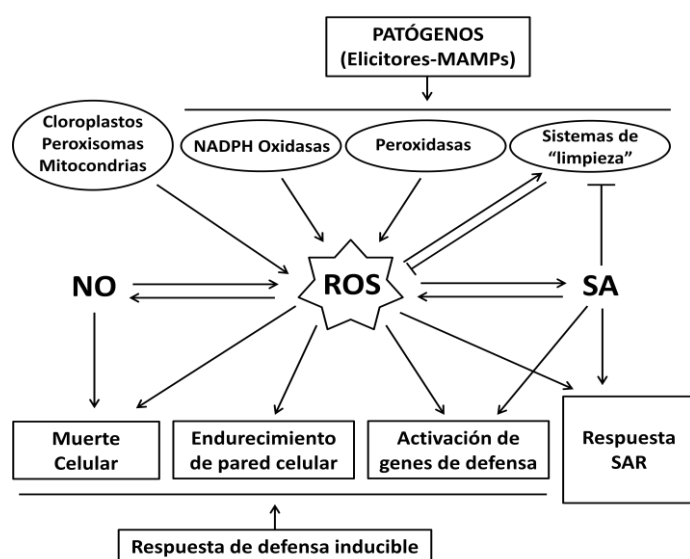 PATÓGENOS
(Elicitores-MAMPs)
Cloroplastos
Peroxisomas
Mitocondrias
NADPH Oxidasas
Peroxidasas
Sistemas de
“limpieza”
NO
ROS
SA
Muerte
Celular
Endurecimiento
de pared celular
Activación de
genes de defensa
Respuesta
SAR
Respuesta de defensa inducible